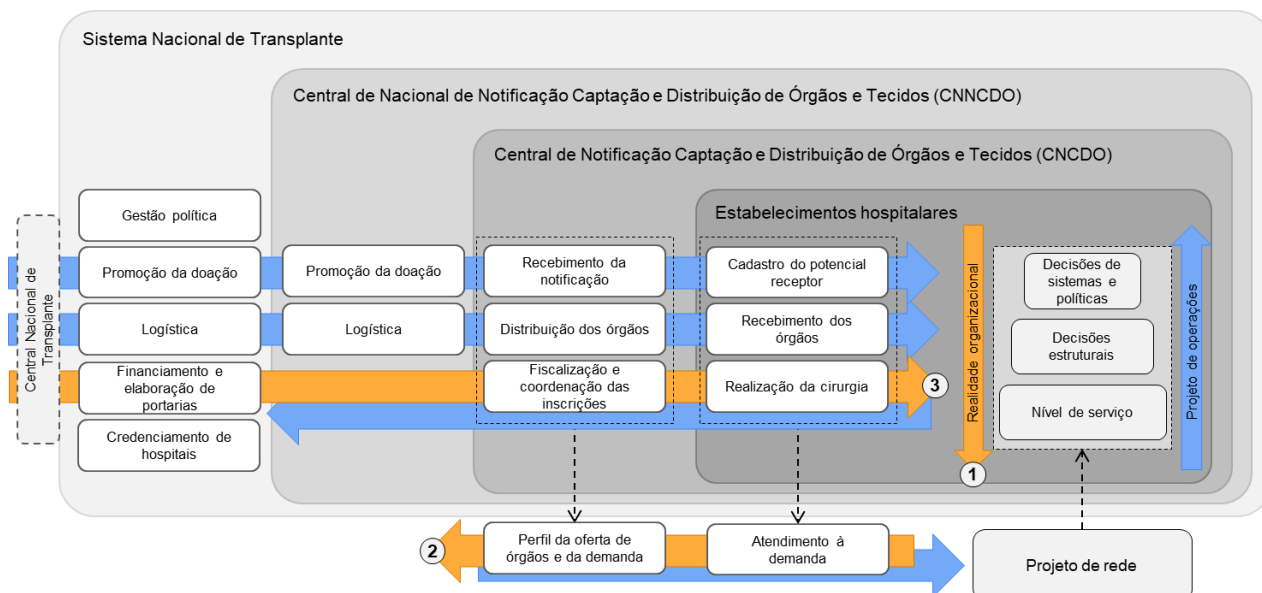 Sistema Nacional de Transplante
Central de Nacional de Notificação Captação e Distribuição de Órgãos e Tecidos (CNNCDO)
Central de Notificação Captação e Distribuição de Órgãos e Tecidos (CNCDO)
Estabelecimentos hospitalares
Central Nacional de
Transplante
Gestão política
Promoção da doação
Logística
Financiamento e
elaboração de
portarias
Credenciamento de
hospitais
Promoção da doação
Logística
Recebimento da
notificação
Distribuição dos órgãos
Fiscalização e
coordenação das
inscrições
Cadastro do potencial
receptor
Recebimento dos
órgãos
Realização da cirurgia
3
Realidade organizacional
1
Decisões de
sistemas e
políticas
Decisões
estruturais
Nível de serviço
Projeto de operações
2
Perfil da oferta de
órgãos e da demanda
Atendimento à
demanda
Projeto de rede